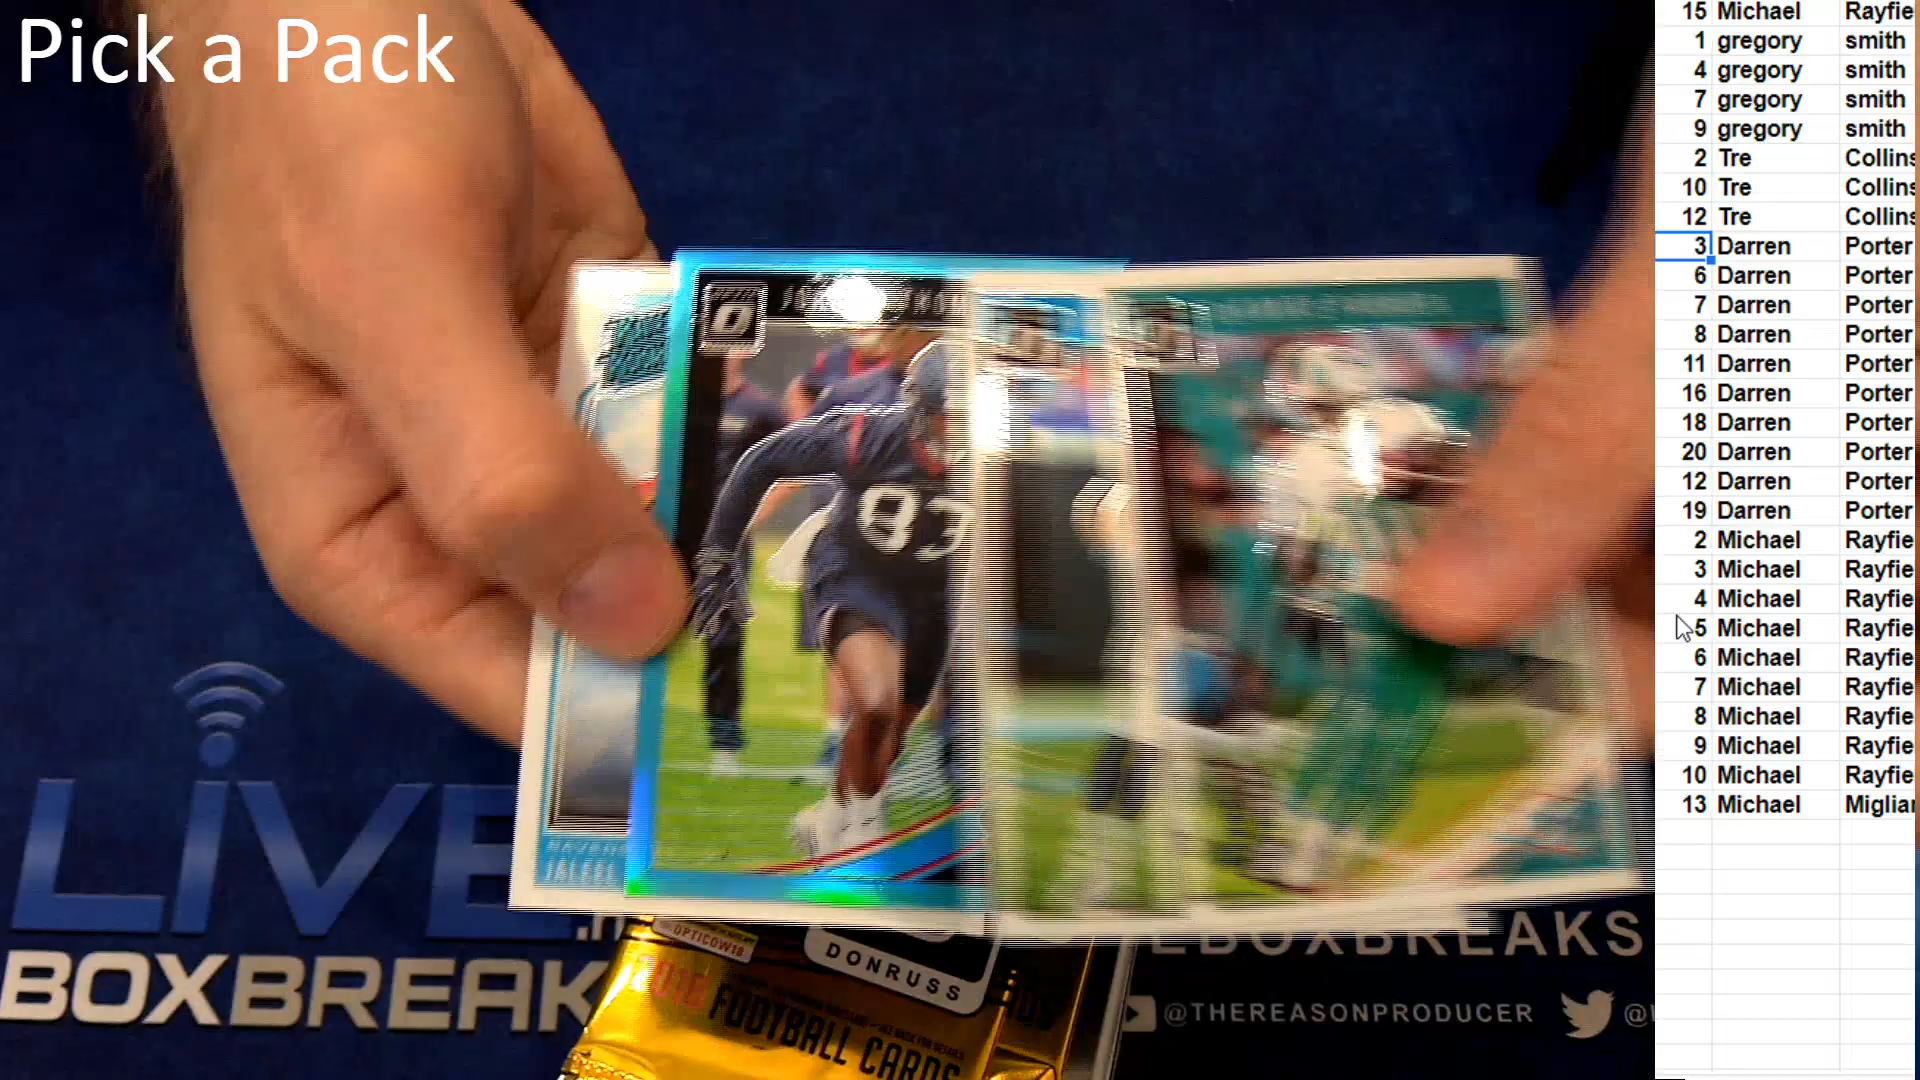 Pick a Pack
15 Michael Rayfie
1 gregory smith
4 gregory smith
7 gregory smith
9 gregory smith
2 Tre Collins
10 Tre Collins
12 Tre Collins
3 Darren Porter
6 Darren Porter
7 Darren Porter
8 Darren Porter
11 Darren Porter
16 Darren Porter
18 Darren Porter
20 Darren Porter
12 Darren Porter
19 Darren Porter
2 Michael Rayfie
3 Michael Rayfie
4 Michael Rayfie
5 Michael Rayfie
6 Michael Rayfie
7 Michael Rayfie
8 Michael Rayfie
9 Michael Rayfie
10 Michael Rayfie
13 Michael Miglia
83
JALEEL
LIVE
BOXBREAK
EBOXBREAKS
@THEREASONPRODUCER
@
DONRUSS
2018 FOOTBALL CARDS